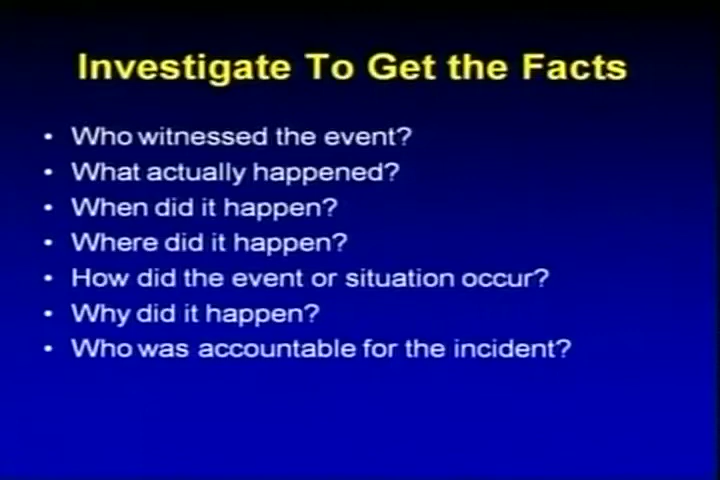 Investigate To Get the Facts
• Who witnessed the event?
• What actually happened?
• When did it happen?
• Where did it happen?
• How did the event or situation occur?
• Why did it happen?
• Who was accountable for the incident?